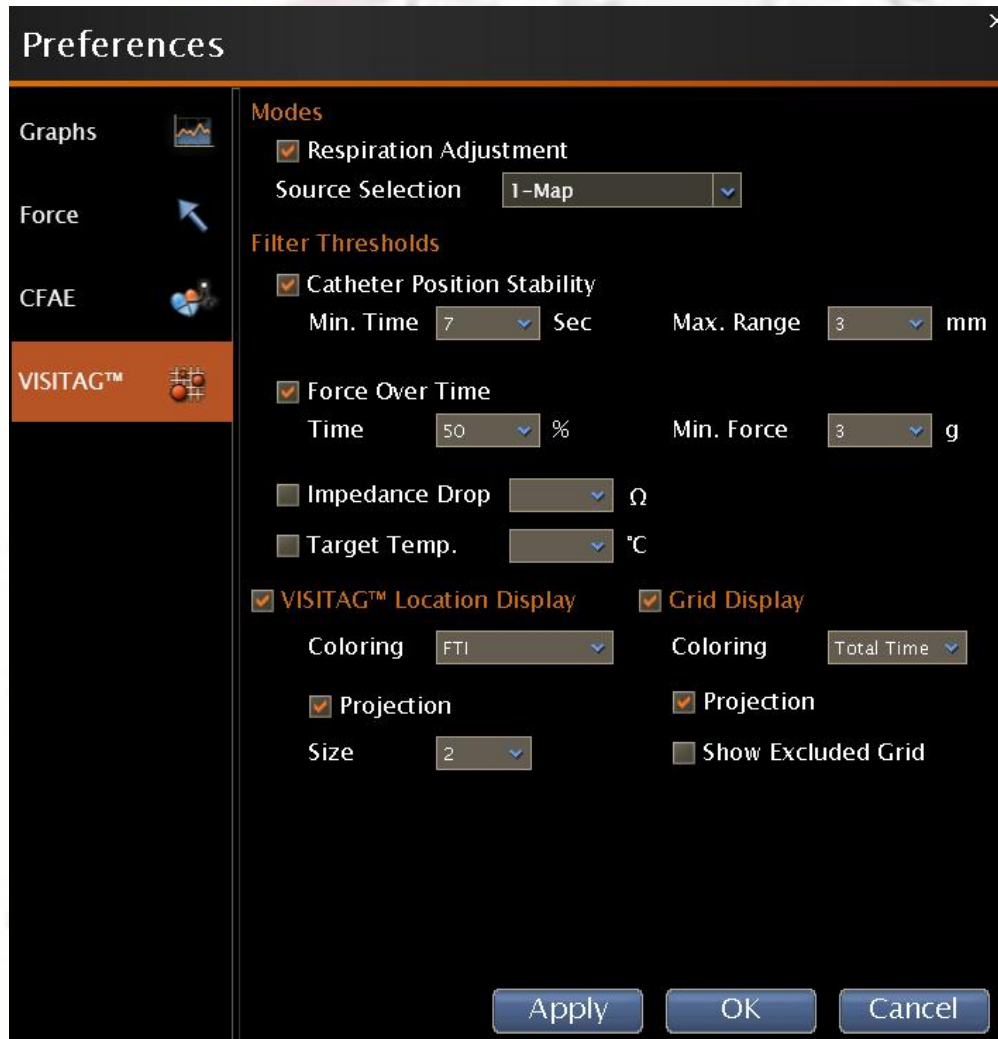 Preferences
Graphs
Force
CFAE
VISITAG™
Modes
Respiration Adjustment
Source Selection 1-Map
Filter Thresholds
Catheter Position Stability
Min. Time 7 Sec Max. Range 3 mm
Force Over Time
Time 50 % Min. Force 3 g
Impedance Drop Ω
Target Temp. °C
VISITAG™ Location Display Grid Display
Coloring FTI Coloring Total Time
Projection Projection
Size 2 Show Excluded Grid
Apply OK Cancel